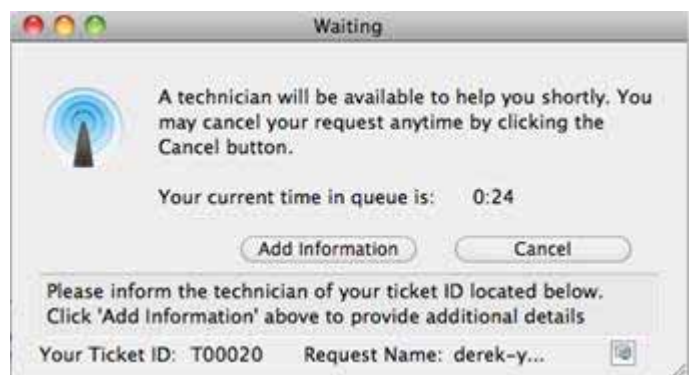 Waiting
A technician will be available to help you shortly. You
may cancel your request anytime by clicking the
Cancel button.
Your current time in queue is: 0:24
Add Information Cancel
Please inform the technician of your ticket ID located below.
Click 'Add Information' above to provide additional details
Your Ticket ID: T00020 Request Name: derek-y...